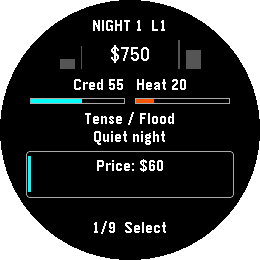 NIGHT 1 L1
$750
Cred 55 Heat 20
Tense / Flood
Quiet night
Price: $60
1/9 Select